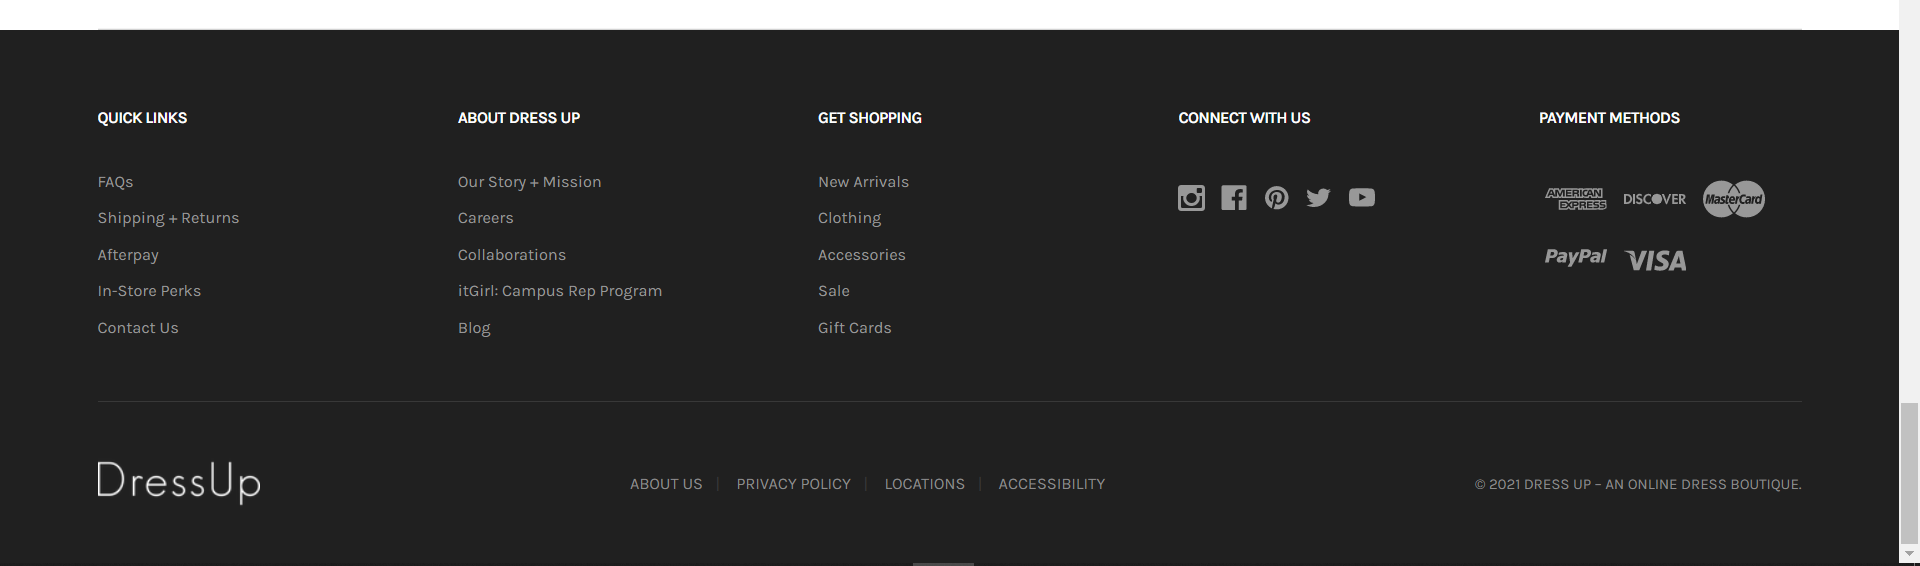 QUICK LINKS
FAQs
Shipping + Returns
Afterpay
In-Store Perks
Contact Us
ABOUT DRESS UP
Our Story + Mission
Careers
Collaborations
itGirl: Campus Rep Program
Blog
GET SHOPPING
New Arrivals
Clothing
Accessories
Sale
Gift Cards
CONNECT WITH US
PAYMENT METHODS
AMERICAN EXPRESS
DISCOVER
MasterCard
PayPal
VISA
DressUp
ABOUT US | PRIVACY POLICY | LOCATIONS | ACCESSIBILITY
© 2021 DRESS UP – AN ONLINE DRESS BOUTIQUE.